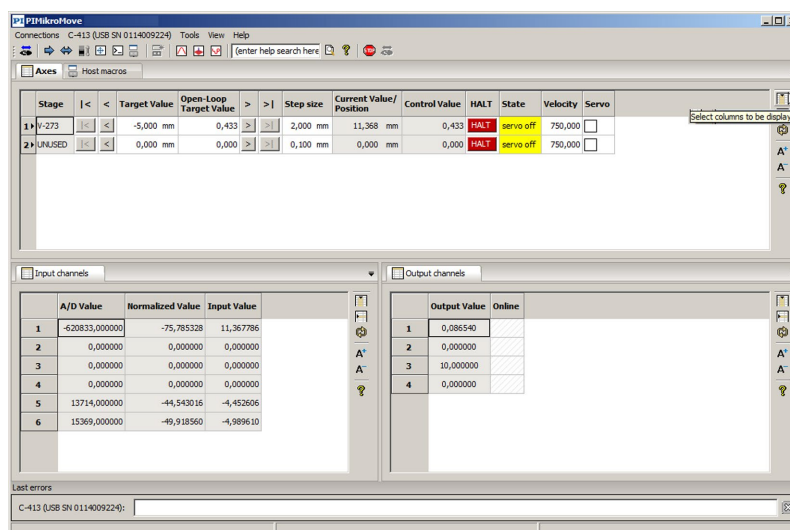 PI PIMikroMove
Connections C-413 (USB SN 0114009224) Tools View Help
(enter help search here STOP
Axes Host macros
Stage |< < Target Value Open-Loop Target Value > >| Step size Current Value/ Position Control Value HALT State Velocity Servo
1 V-273 |< < -5,000 mm 0,433 > >| 2,000 mm 11,368 mm 0,433 HALT servo off 750,000
Select columns to be display
2 UNUSED |< < 0,000 mm 0,000 > >| 0,100 mm 0,000 mm 0,000 HALT servo off 750,000
A+
A-
?
Input channels
A/D Value Normalized Value Input Value
1 -620833,000000 -75,785328 11,367786
2 0,000000 0,000000 0,000000
3 0,000000 0,000000 0,000000
4 0,000000 0,000000 0,000000
5 13714,000000 -44,543016 -4,452606
6 15369,000000 -49,918560 -4,989610
A+
A-
?
Output channels
Output Value Online
1 0,086540
2 0,000000
3 10,000000
4 0,000000
A+
A-
?
Last errors
C-413 (USB SN 0114009224):